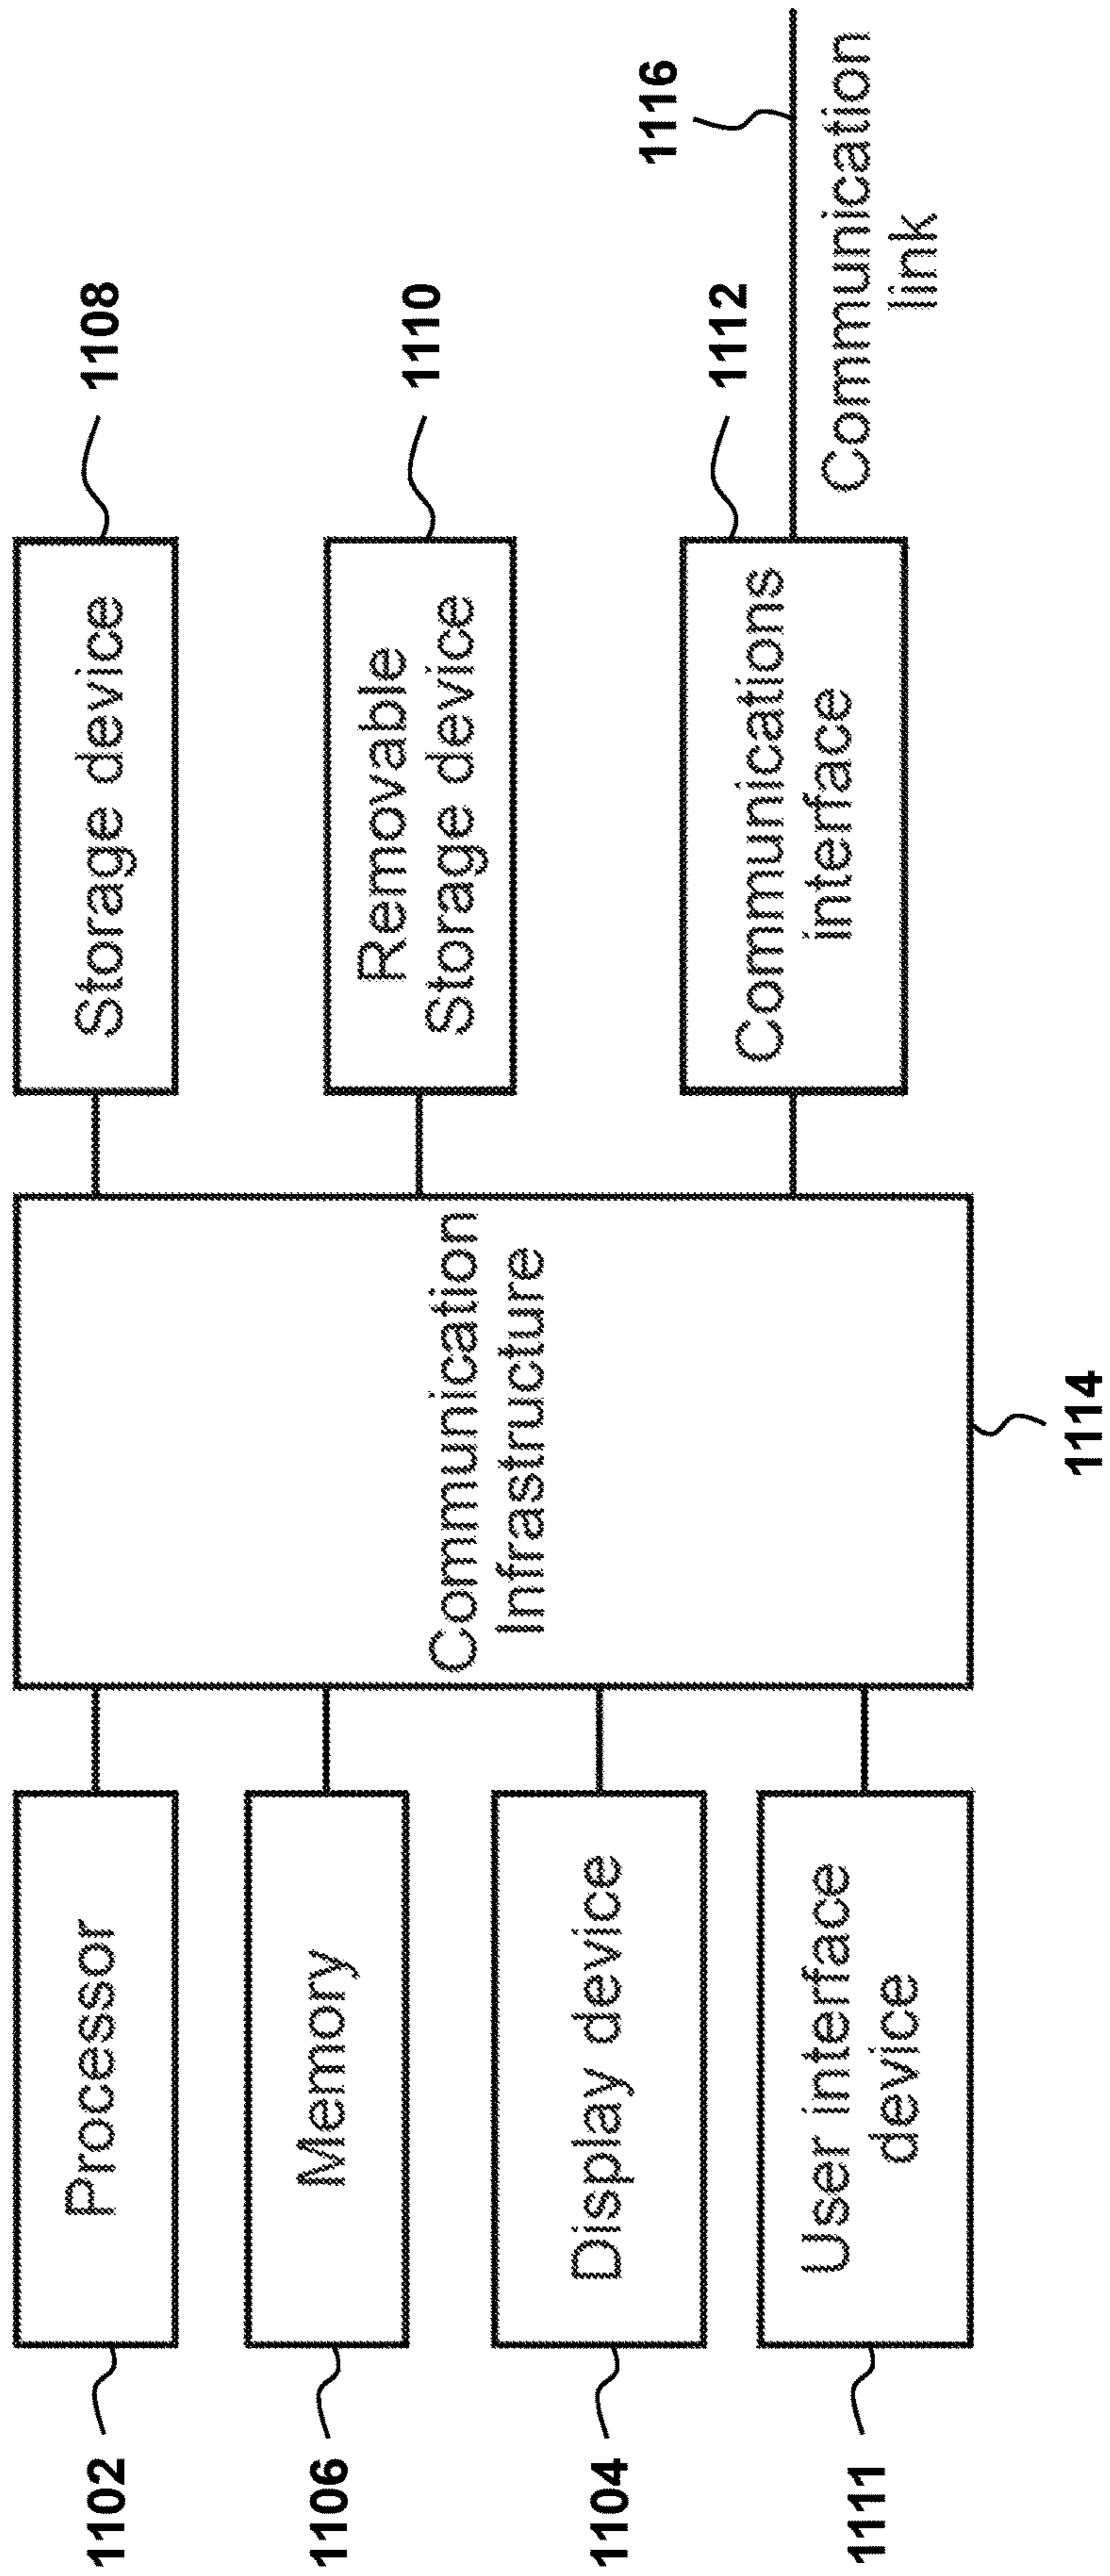 1102
Processor
1106
Memory
1104
Display device
1111
User interface
device
Communication
Infrastructure
1114
Storage device
1108
Removable
Storage device
1110
Communications
interface
1112
1116
Communication
link